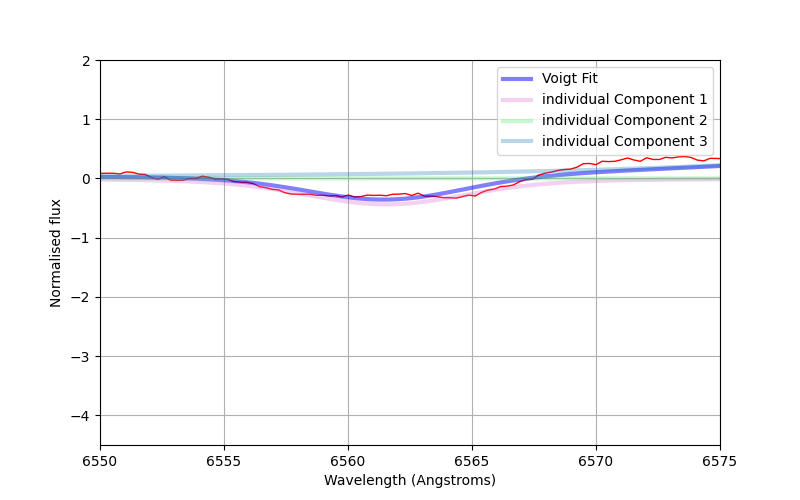 2
1
0
−1
−2
−3
−4
6550
6555
6560
6565
6570
6575
Normalised flux
Wavelength (Angstroms)
Voigt Fit
individual Component 1
individual Component 2
individual Component 3